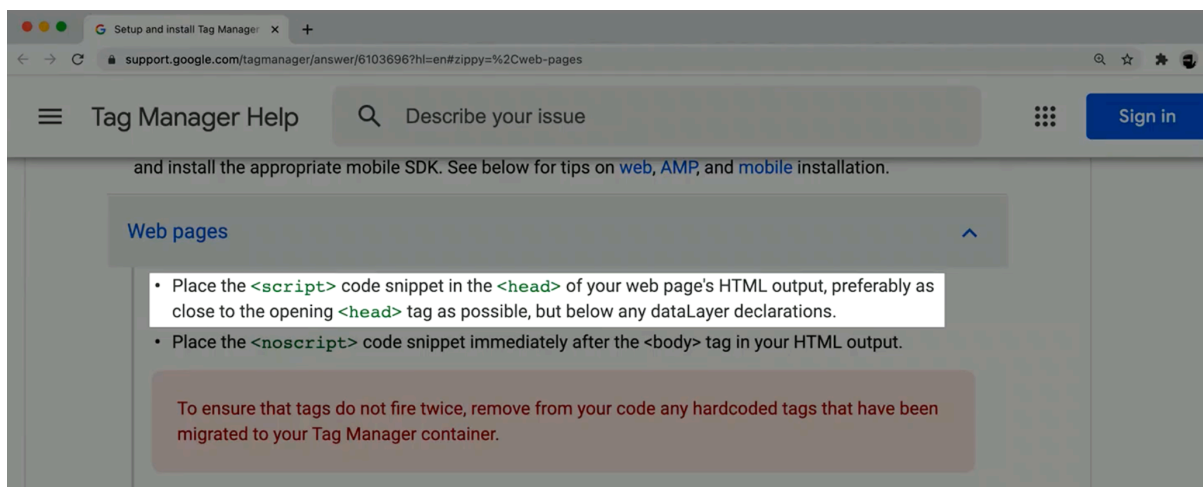 Setup and install Tag Manager
support.google.com/tagmanager/answer/6103696?hl=en#zippy=%2Cweb-pages
Tag Manager Help
Describe your issue
Sign in
and install the appropriate mobile SDK. See below for tips on web, AMP, and mobile installation.
Web pages
• Place the <script> code snippet in the <head> of your web page's HTML output, preferably as
close to the opening <head> tag as possible, but below any dataLayer declarations.
• Place the <noscript> code snippet immediately after the <body> tag in your HTML output.
To ensure that tags do not fire twice, remove from your code any hardcoded tags that have been
migrated to your Tag Manager container.